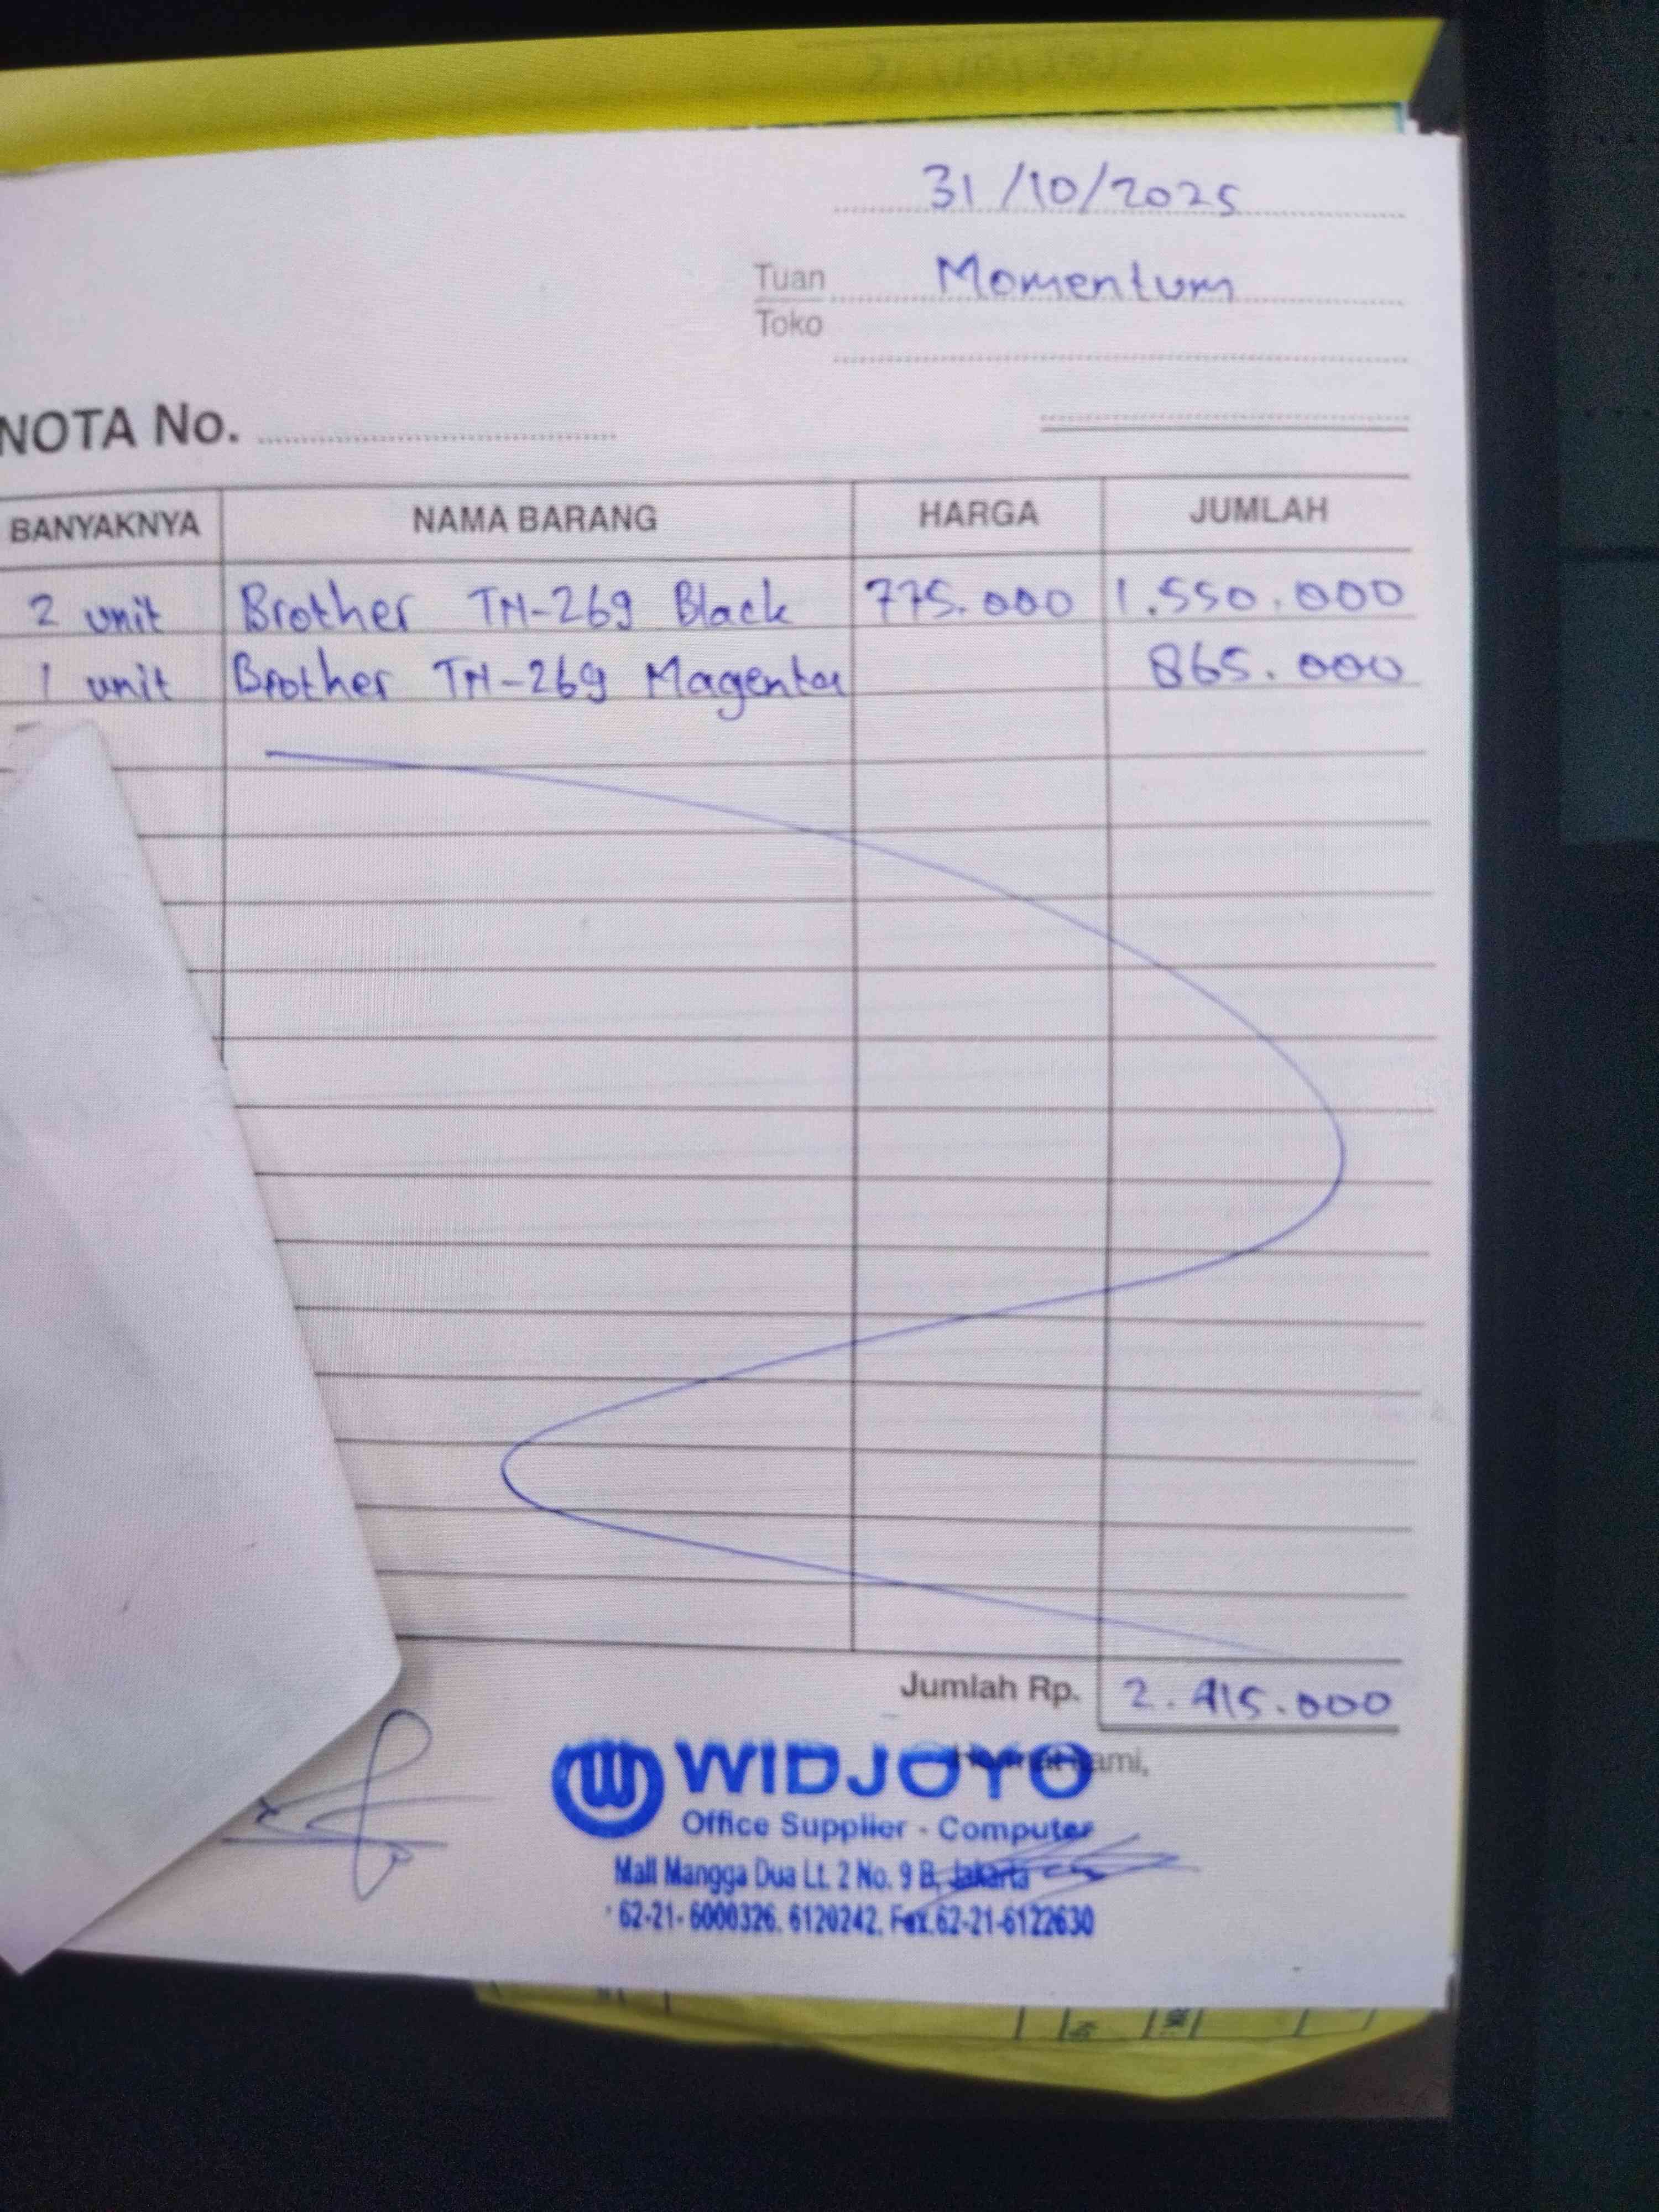 31/10/2025
Tuan Momentum
Toko
NOTA No.
BANYAKNYA NAMA BARANG HARGA JUMLAH
2 unit Brother TN-269 Black 775.000 1.550.000
1 unit Brother TN-269 Magenta 865.000
Jumlah Rp. 2.415.000
kami,
WIDJOYO
Office Supplier - Computer
Mall Mangga Dua Lt. 2 No. 9 B, Jakarta
62-21-6000326, 6120242, Fax.62-21-6122630